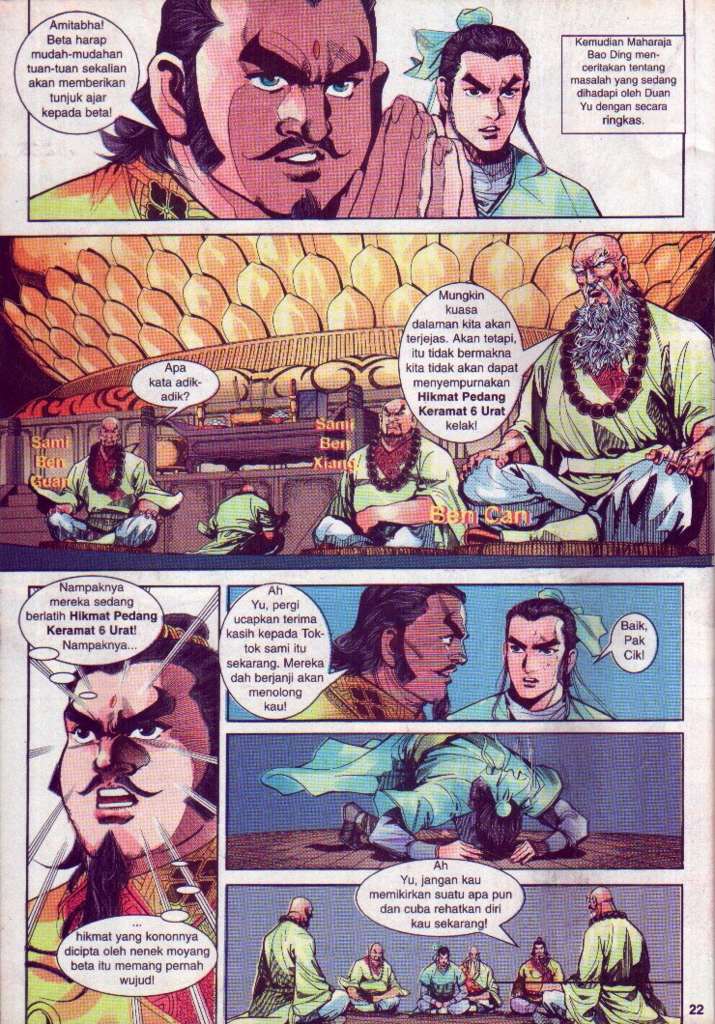 Amitabha!
Beta harap
mudah-mudahan
tuan-tuan sekalian
akan memberikan
tunjuk ajar
kepada beta!
Kemudian Maharaja
Bao Ding men-
ceritakan tentang
masalah yang sedang
dihadapi oleh Duan
Yu dengan secara
ringkas.
Apa
kata adik-
adik?
Mungkin
kuasa
dalaman kita akan
terjejas. Akan tetapi,
itu tidak bermakna
kita tidak akan dapat
menyempurnakan
Hikmat Pedang
Keramat 6 Urat
kelak!
Sami
Ben
Guan
Sami
Ben
Xiang
Ben Can
Nampaknya
mereka sedang
berlatih Hikmat Pedang
Keramat 6 Urat!
Nampaknya...
...
hikmat yang kononnya
dicipta oleh nenek moyang
beta itu memang pernah
wujud!
Ah
Yu, pergi
ucapkan terima
kasih kepada Tok-
tok sami itu
sekarang. Mereka
dah berjanji akan
menolong
kau!
Baik,
Pak
Cik!
Ah
Yu, jangan kau
memikirkan suatu apa pun
dan cuba rehatkan diri
kau sekarang!
22